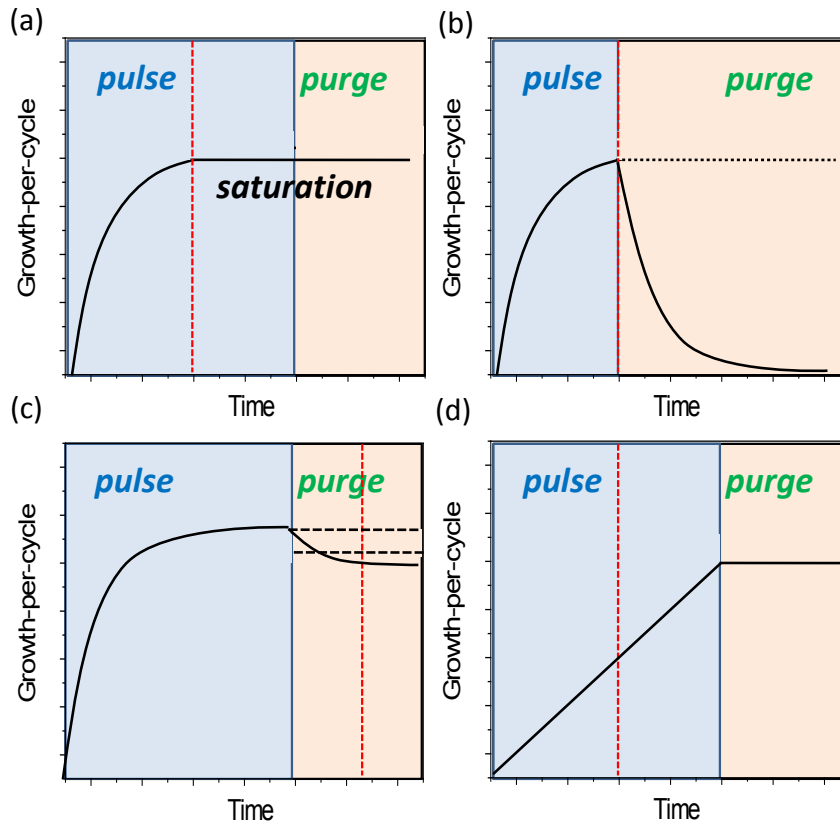 (a)
pulse purge
saturation
Growth-per-cycle
Time
(b)
pulse purge
Growth-per-cycle
Time
(c)
pulse purge
Growth-per-cycle
Time
(d)
pulse purge
Growth-per-cycle
Time